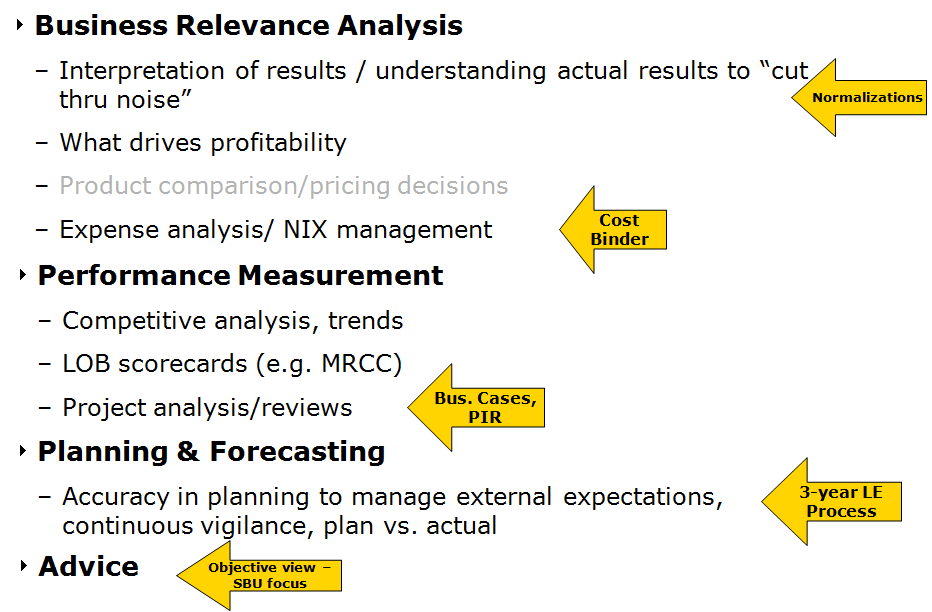 Business Relevance Analysis
– Interpretation of results / understanding actual results to “cut
thru noise”
Normalizations
– What drives profitability
– Product comparison/pricing decisions
– Expense analysis/ NIX management
Cost
Binder
Performance Measurement
– Competitive analysis, trends
– LOB scorecards (e.g. MRCC)
– Project analysis/reviews
Bus. Cases,
PIR
Planning & Forecasting
– Accuracy in planning to manage external expectations,
continuous vigilance, plan vs. actual
3-year LE
Process
Advice
Objective view –
SBU focus